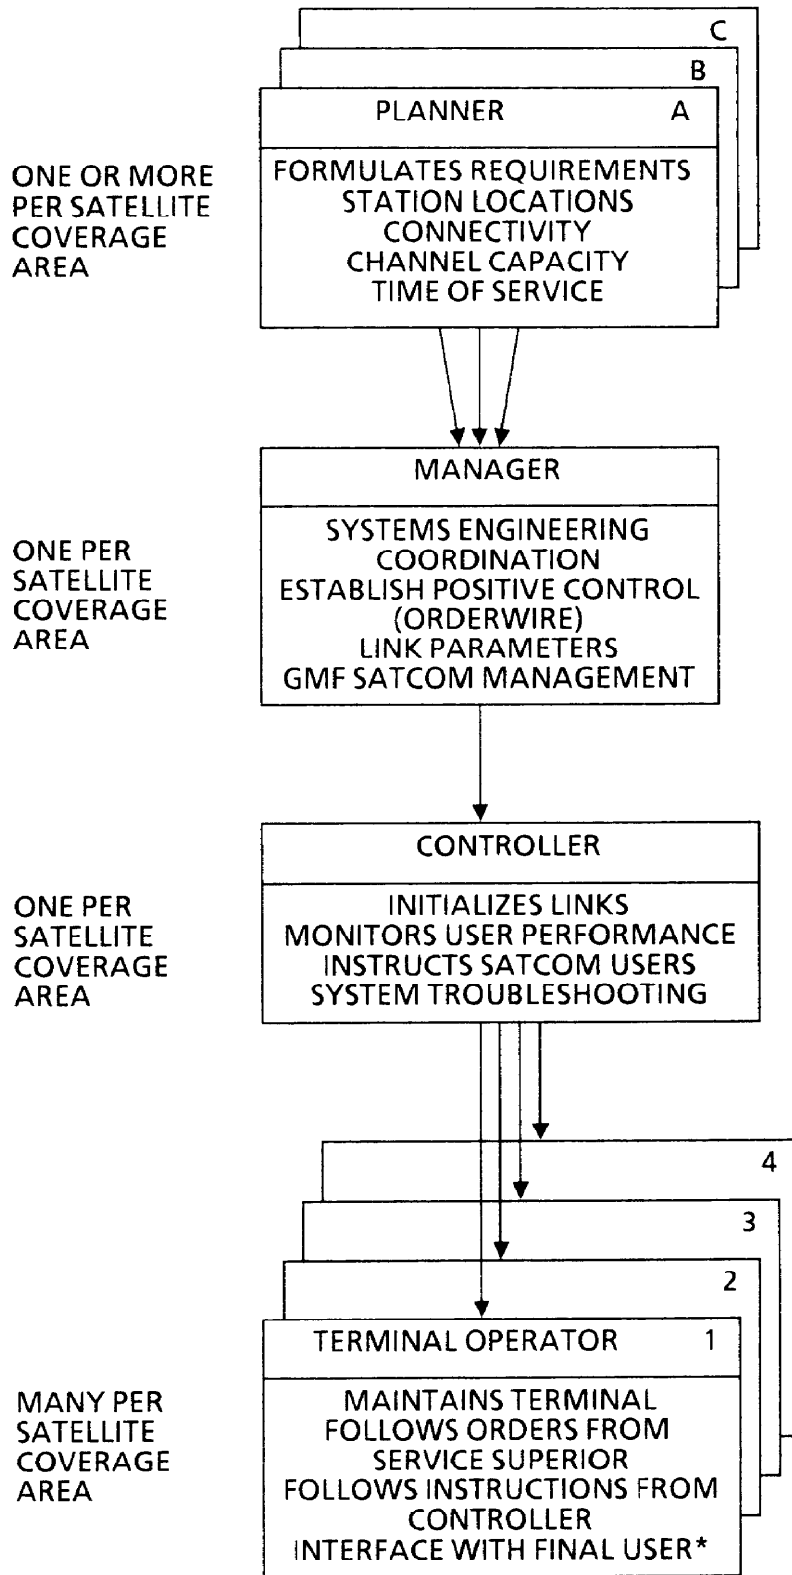 C
B
PLANNER A
ONE OR MORE
PER SATELLITE
COVERAGE
AREA
FORMULATES REQUIREMENTS
STATION LOCATIONS
CONNECTIVITY
CHANNEL CAPACITY
TIME OF SERVICE
MANAGER
ONE PER
SATELLITE
COVERAGE
AREA
SYSTEMS ENGINEERING
COORDINATION
ESTABLISH POSITIVE CONTROL
(ORDERWIRE)
LINK PARAMETERS
GMF SATCOM MANAGEMENT
CONTROLLER
ONE PER
SATELLITE
COVERAGE
AREA
INITIALIZES LINKS
MONITORS USER PERFORMANCE
INSTRUCTS SATCOM USERS
SYSTEM TROUBLESHOOTING
4
3
2
TERMINAL OPERATOR 1
MANY PER
SATELLITE
COVERAGE
AREA
MAINTAINS TERMINAL
FOLLOWS ORDERS FROM
SERVICE SUPERIOR
FOLLOWS INSTRUCTIONS FROM
CONTROLLER
INTERFACE WITH FINAL USER*